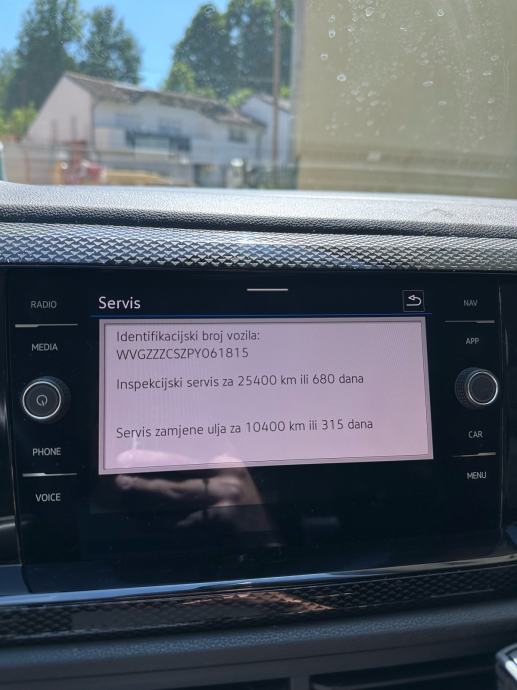 Servis
RADIO
MEDIA
PHONE
VOICE
NAV
APP
CAR
MENU
Identifikacijski broj vozila:
WVGZZZCSZPY061815
Inspekcijski servis za 25400 km ili 680 dana
Servis zamjene ulja za 10400 km ili 315 dana